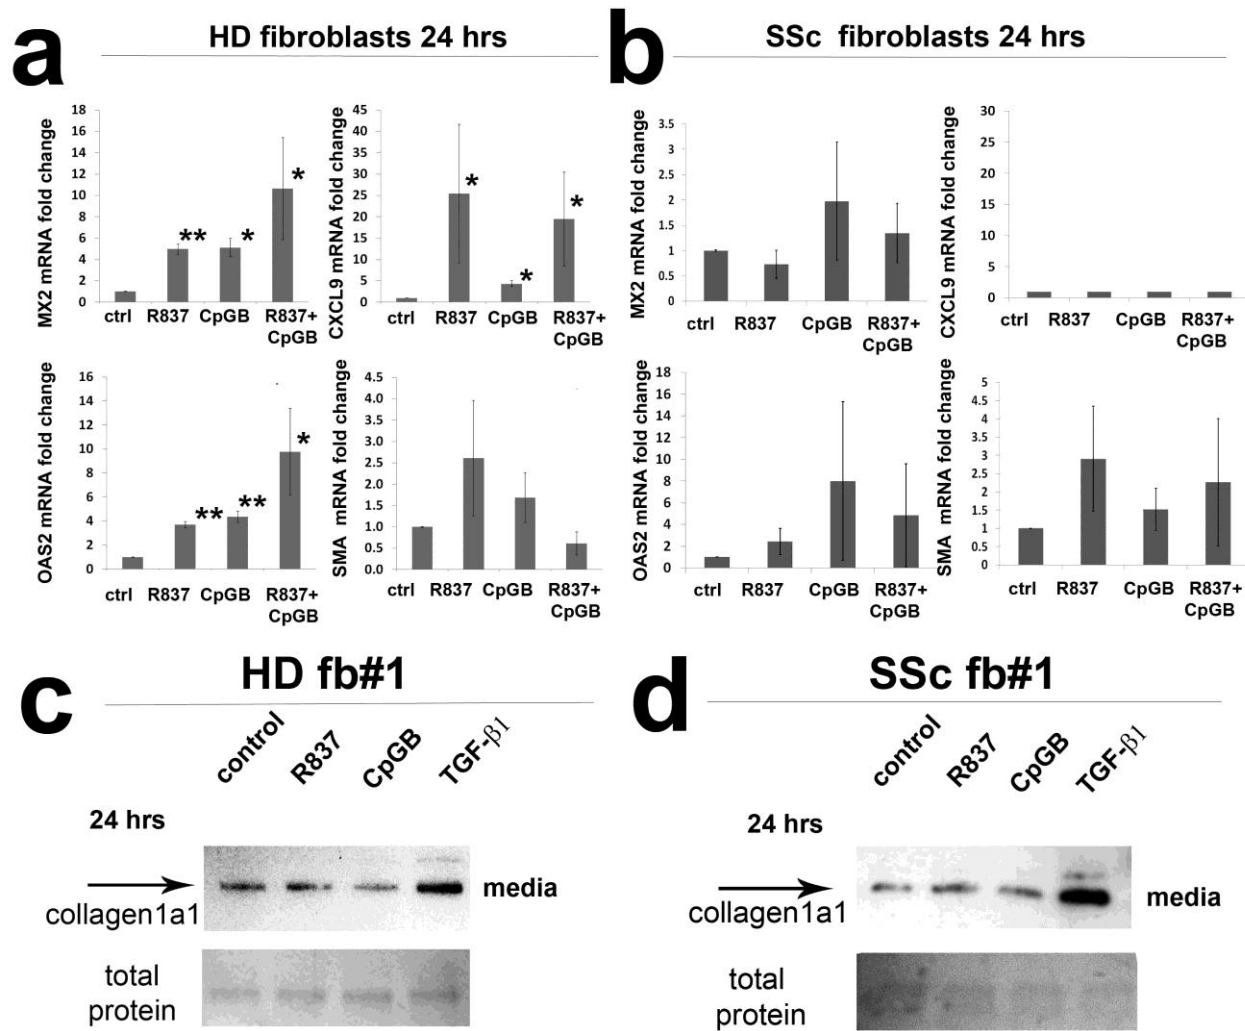 a
HD fibroblasts 24 hrs
MX2 mRNA fold change
18
16
14
12
10
8
6
4
2
0
**
*
*
ctrl R837 CpGB R837+
CpGB
CXCL9 mRNA fold change
45
40
35
30
25
20
15
10
5
0
*
*
*
ctrl R837 CpGB R837+
CpGB
OAS2 mRNA fold change
16
14
12
10
8
6
4
2
0
**
**
*
ctrl R837 CpGB R837+
CpGB
SMA mRNA fold change
4.5
4.0
3.5
3.0
2.5
2.0
1.5
1.0
0.5
0.0
ctrl R837 CpGB R837+
CpGB
b
SSc fibroblasts 24 hrs
MX2 mRNA fold change
3.5
3
2.5
2
1.5
1
0.5
0
ctrl R837 CpGB R837+
CpGB
CXCL9 mRNA fold change
30
25
20
15
10
5
0
ctrl R837 CpGB R837+
CpGB
OAS2 mRNA fold change
18
16
14
12
10
8
6
4
2
0
ctrl R837 CpGB R837+
CpGB
SMA mRNA fold change
5
4.5
4
3.5
3
2.5
2
1.5
1
0.5
0
ctrl R837 CpGB R837+
CpGB
c
HD fb#1
control R837 CpGB TGF-β1
24 hrs
collagen1a1
media
total
protein
d
SSc fb#1
control R837 CpGB TGF-β1
24 hrs
collagen1a1
media
total
protein